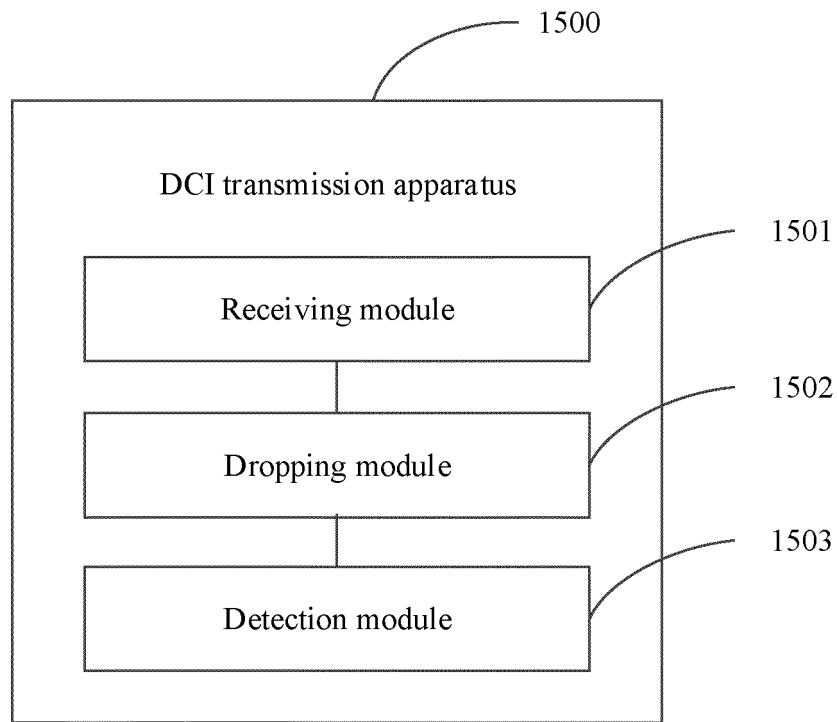 1500
DCI transmission apparatus
1501
Receiving module
1502
Dropping module
1503
Detection module